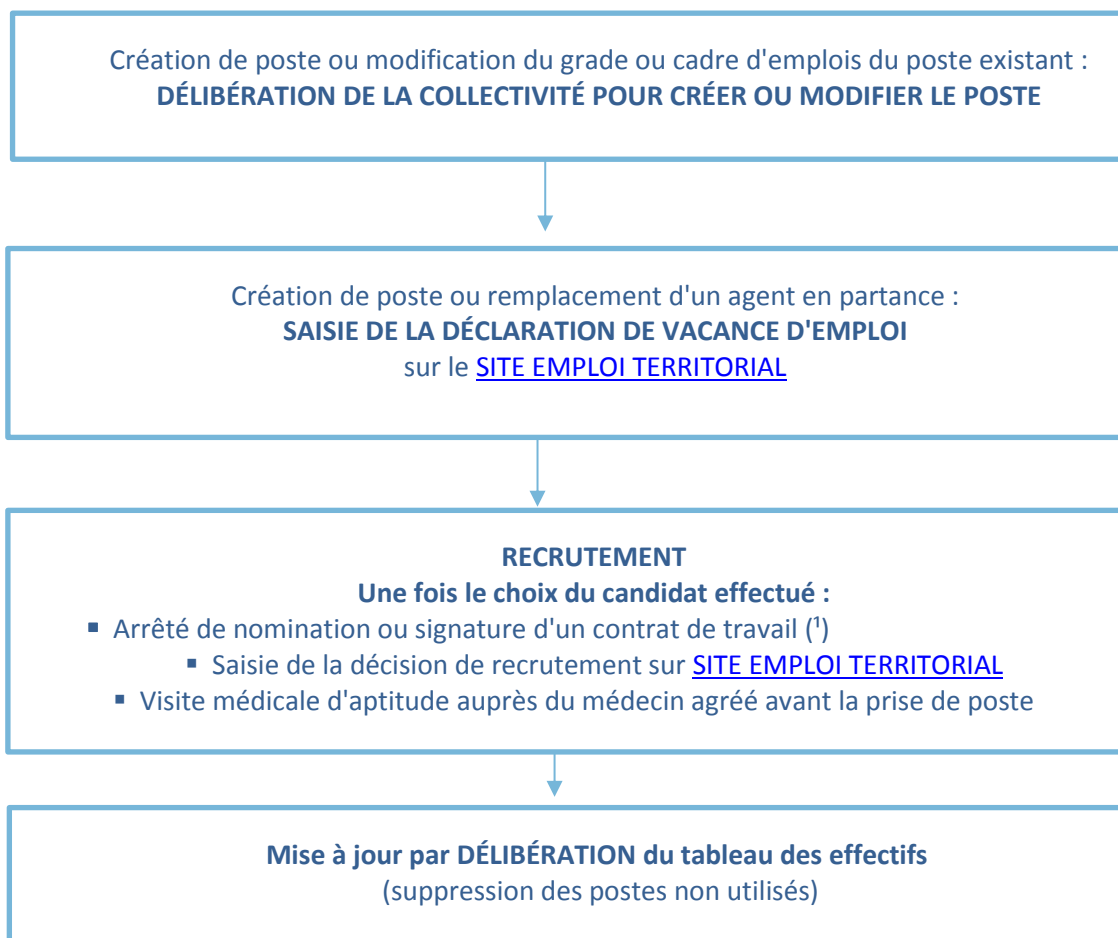 Création de poste ou modification du grade ou cadre d'emplois du poste existant :
DÉLIBÉRATION DE LA COLLECTIVITÉ POUR CRÉER OU MODIFIER LE POSTE
Création de poste ou remplacement d'un agent en partance :
SAISIE DE LA DÉCLARATION DE VACANCE D'EMPLOI
sur le SITE EMPLOI TERRITORIAL
RECRUTEMENT
Une fois le choix du candidat effectué :
▪ Arrêté de nomination ou signature d'un contrat de travail (¹)
▪ Saisie de la décision de recrutement sur SITE EMPLOI TERRITORIAL
▪ Visite médicale d'aptitude auprès du médecin agréé avant la prise de poste
Mise à jour par DÉLIBÉRATION du tableau des effectifs
(suppression des postes non utilisés)